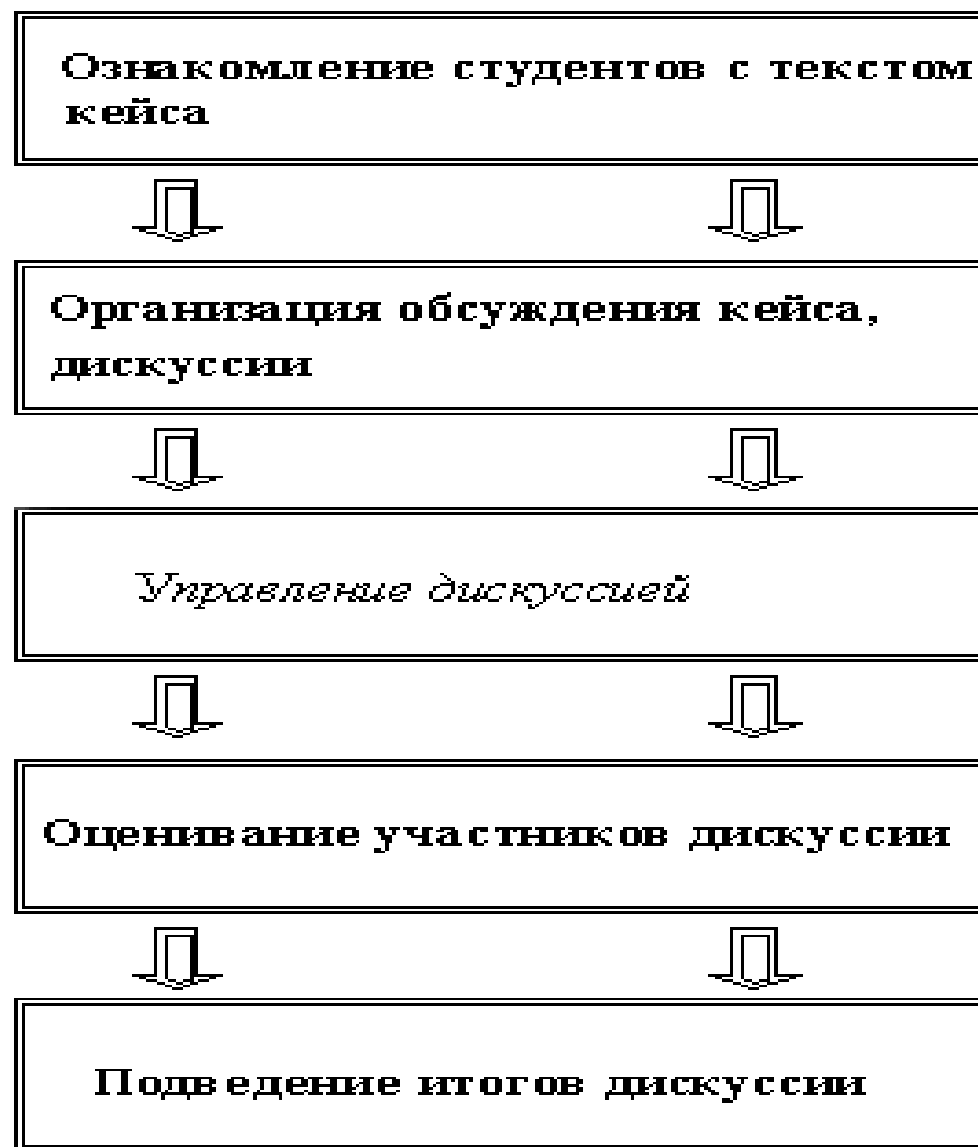 Ознакомление студентов с текстом
кейса
Организация обсуждения кейса,
дискуссии
Управление дискуссией
Оценивание участников дискуссии
Подведение итогов дискуссии